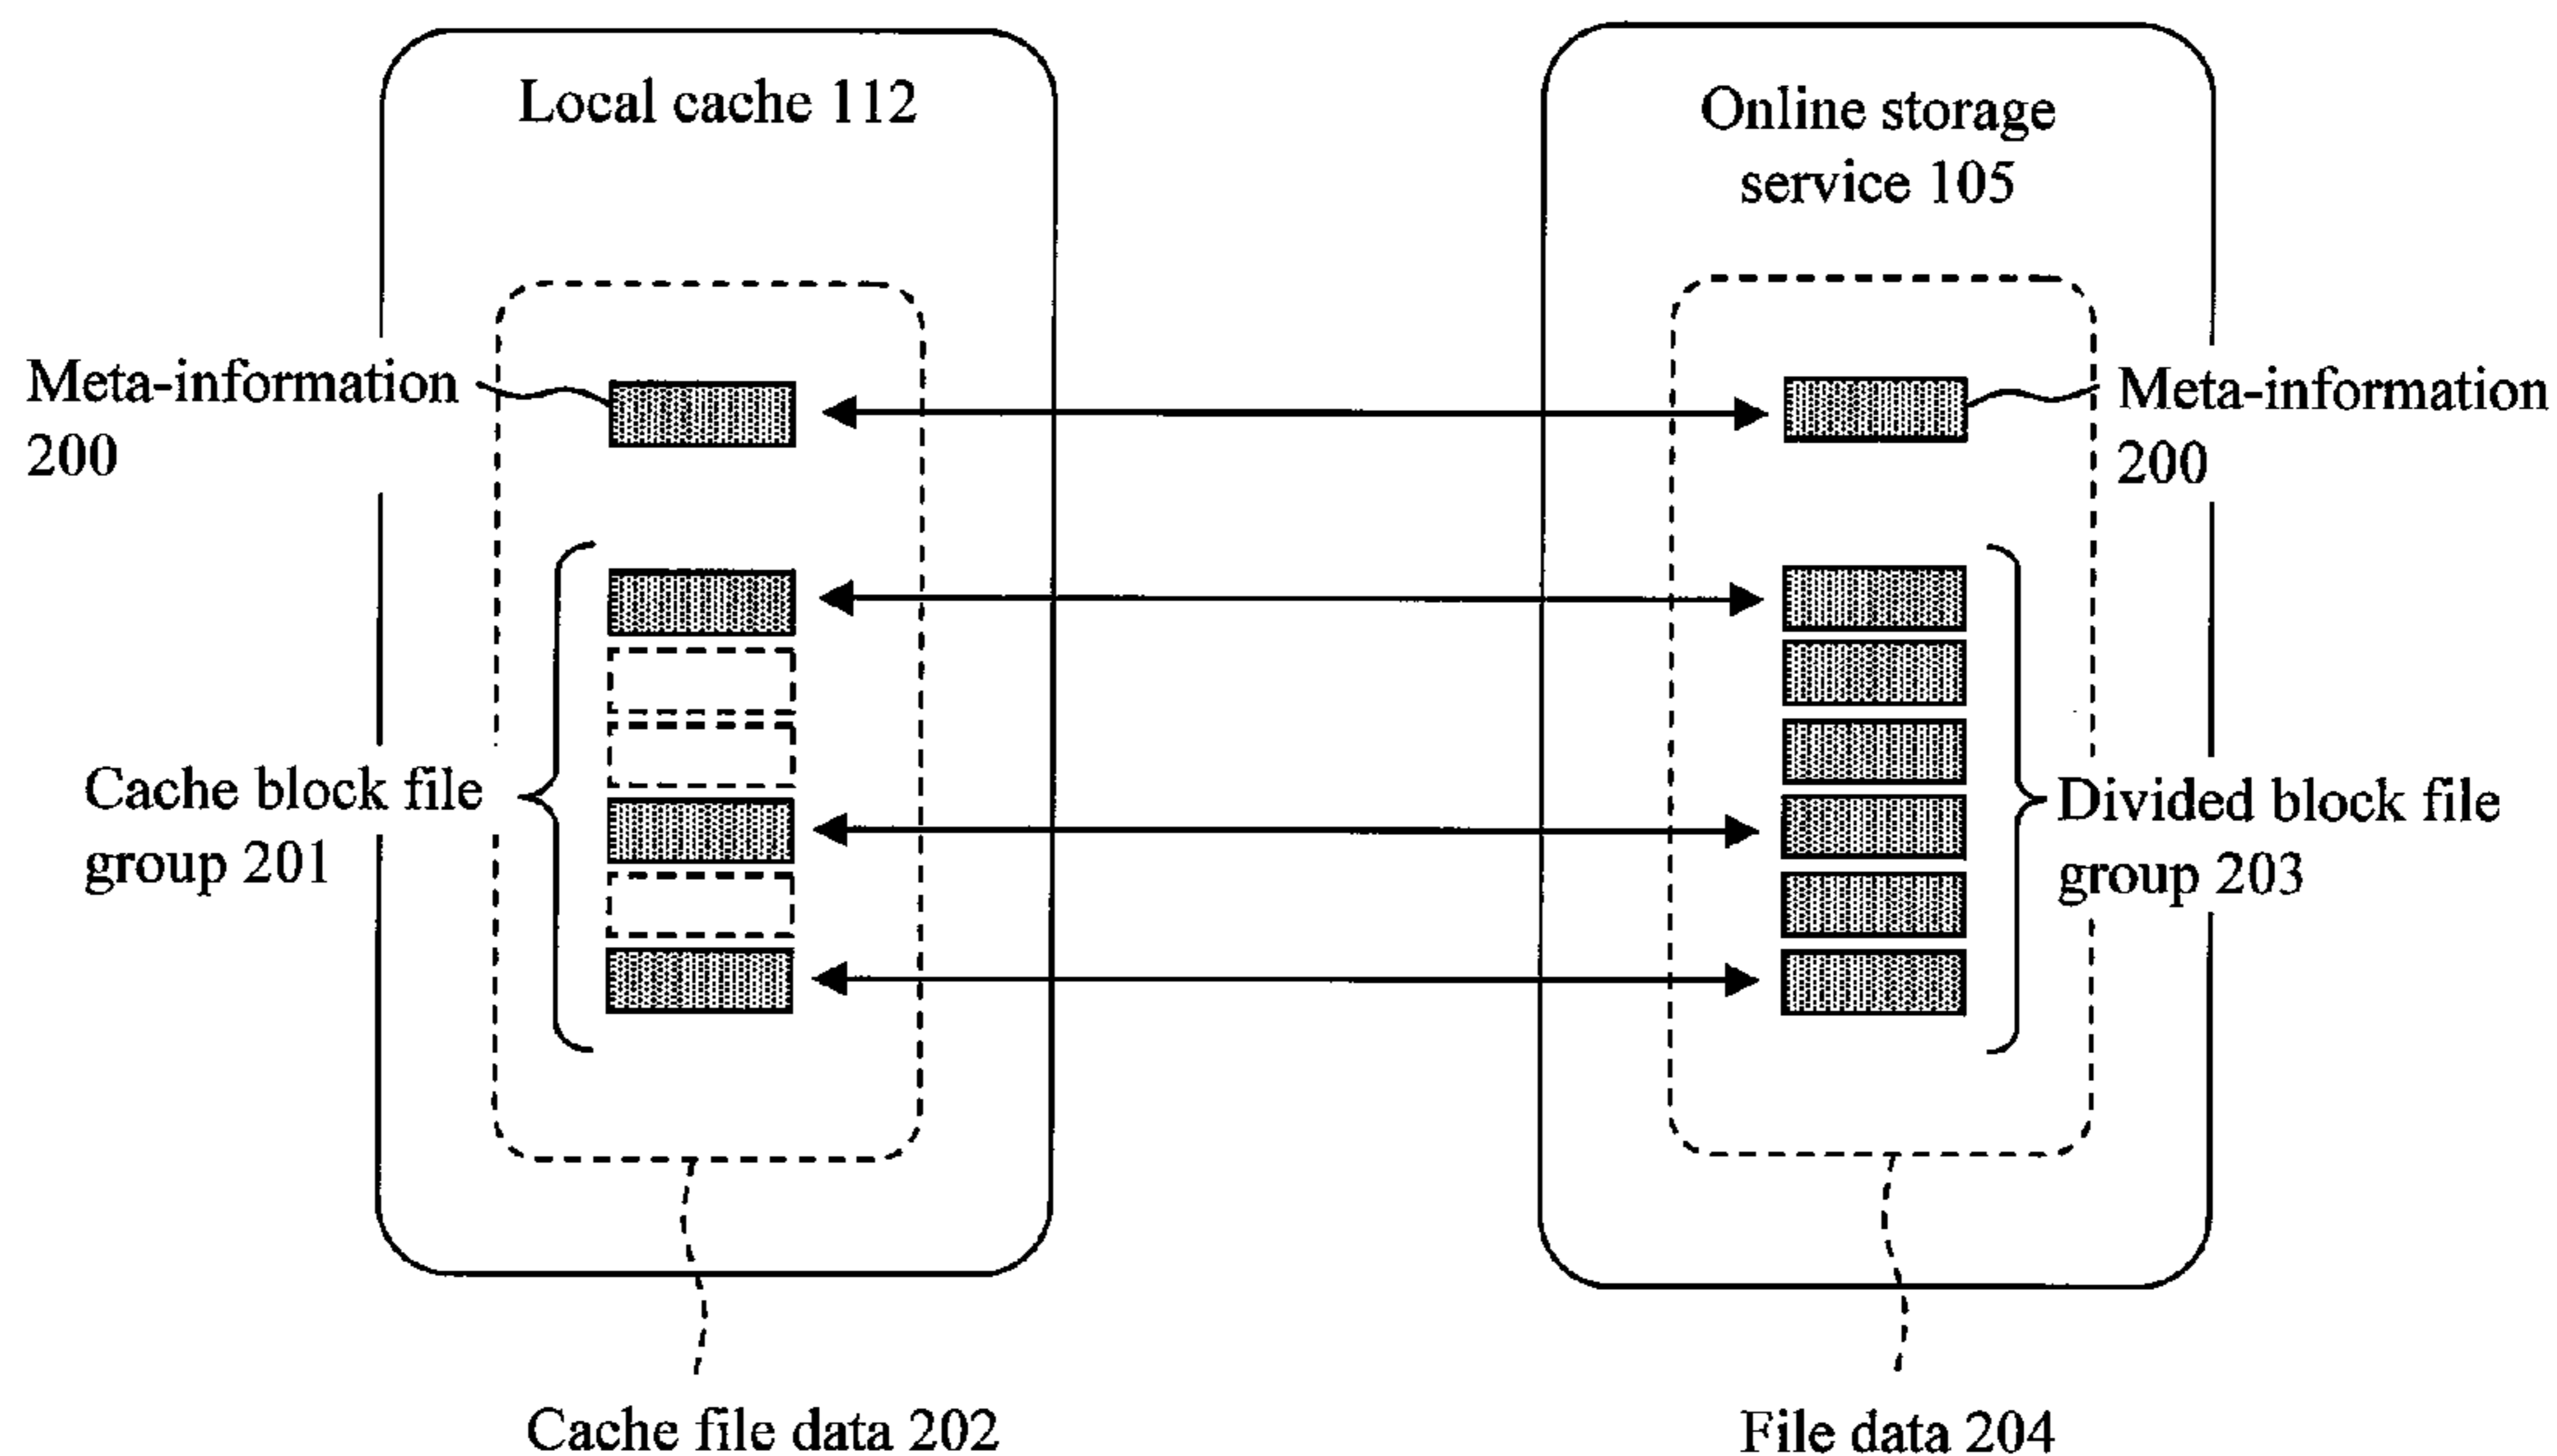 Local cache 112
Online storage
service 105
Meta-information
200
Meta-information
200
Cache block file
group 201
Divided block file
group 203
Cache file data 202
File data 204